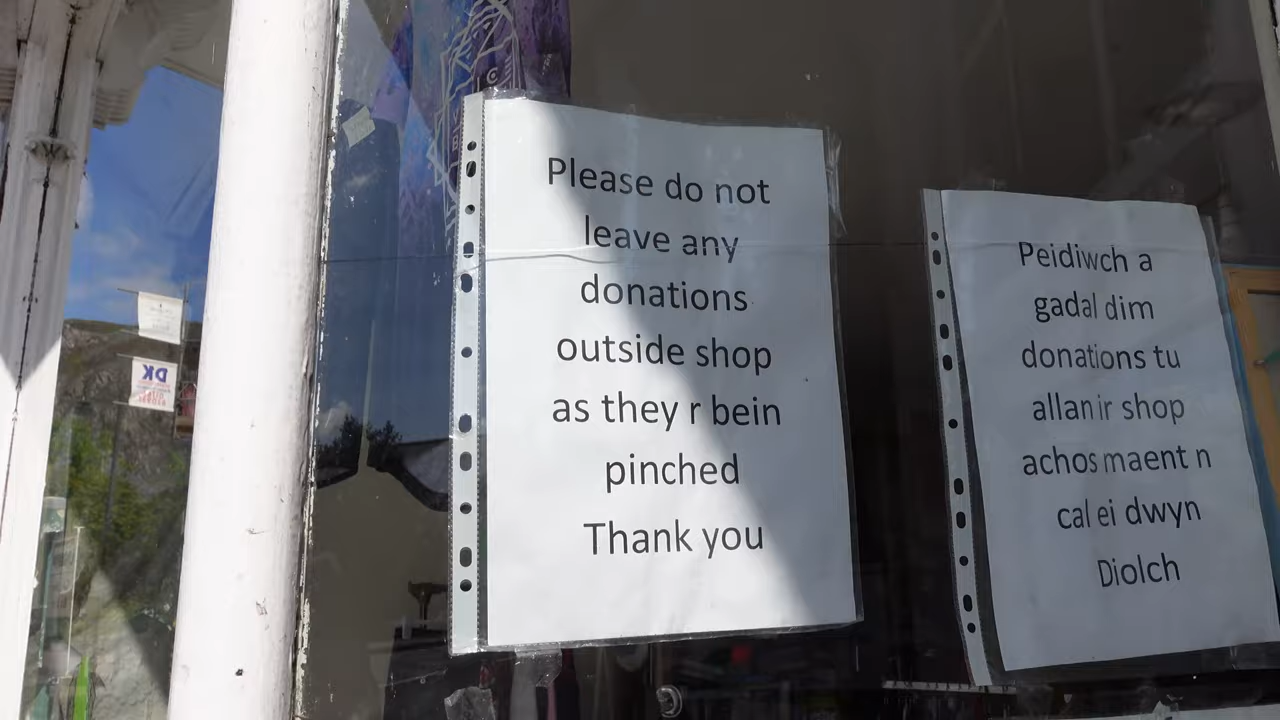 Please do not
leave any
donations
outside shop
as they r bein
pinched
Thank you
Peidiwch a
gadal dim
donations tu
allan ir shop
achos maent n
cal ei dwyn
Diolch
DK